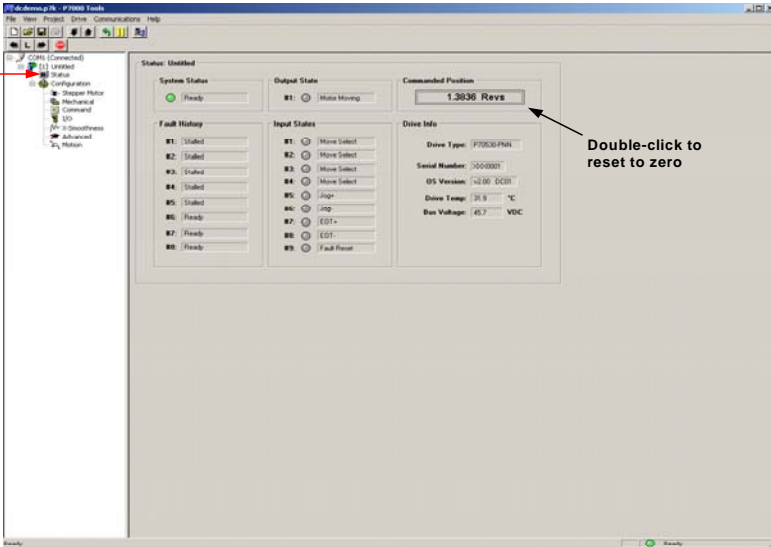 dcdemo.p7k - P7000 Tools
File View Project Drive Communications Help
COM1 (Connected)
[1] Untitled
Status
Configuration
Stepper Motor
Mechanical
Command
I/O
X-Smoothness
Advanced
Motion
Status: Untitled
System Status
Ready
Output State
#1: Motor Moving
Commanded Position
1.3836 Revs
Double-click to
reset to zero
Fault History
#1: Stalled
#2: Stalled
#3: Stalled
#4: Stalled
#5: Stalled
#6: Ready
#7: Ready
#8: Ready
Input States
#1: Move Select
#2: Move Select
#3: Move Select
#4: Move Select
#5: Jog+
#6: Jog-
#7: EOT+
#8: EOT-
#9: Fault Reset
Drive Info
Drive Type: P70530-PNN
Serial Number:
OS Version: v2.00 DC01
Drive Temp: 31.9 °C
Bus Voltage: 45.7 VDC
Ready
Ready